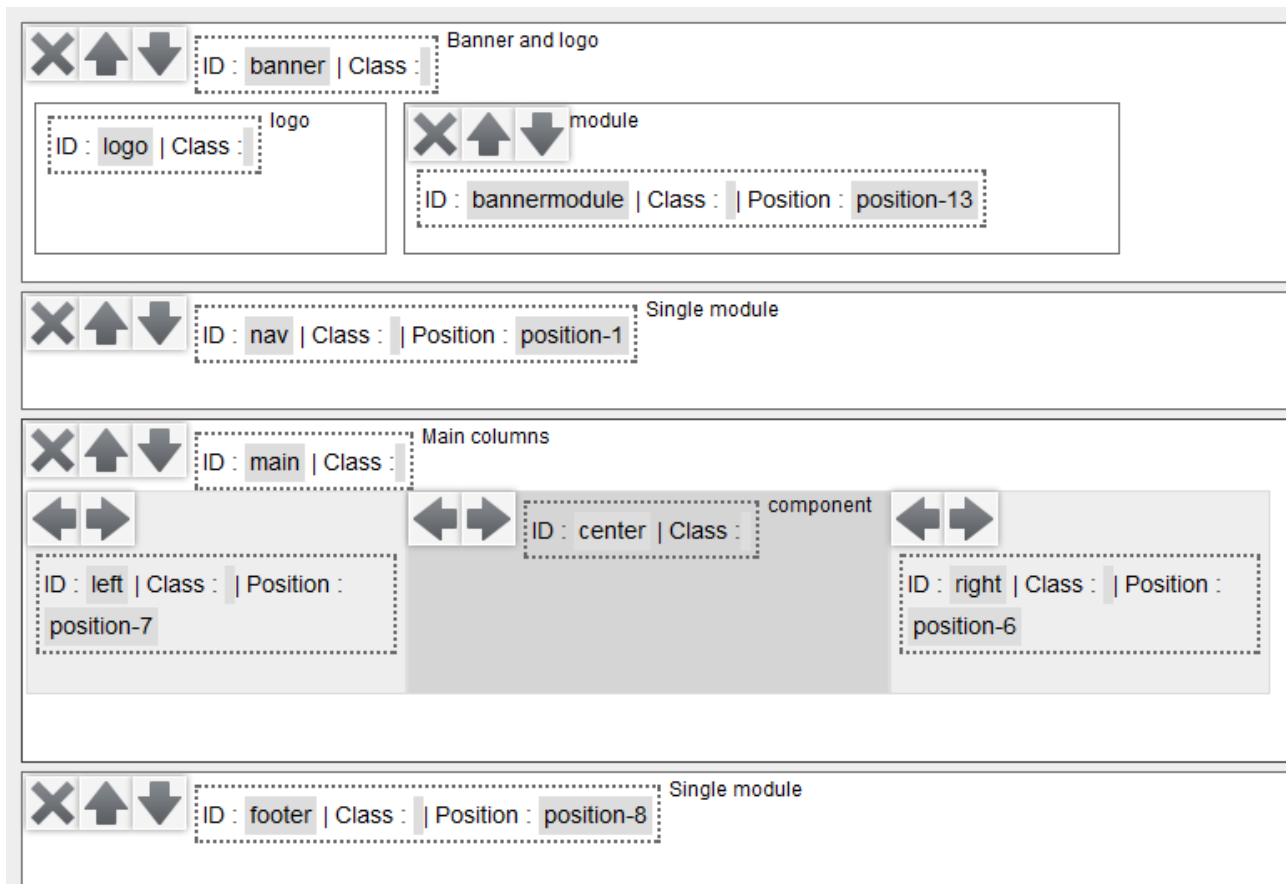 Banner and logo
ID : banner | Class :
logo
ID : logo | Class :
module
ID : bannermodule | Class : | Position : position-13
Single module
ID : nav | Class : | Position : position-1
Main columns
ID : main | Class :
component
ID : center | Class :
ID : left | Class : | Position :
position-7
ID : right | Class : | Position :
position-6
Single module
ID : footer | Class : | Position : position-8